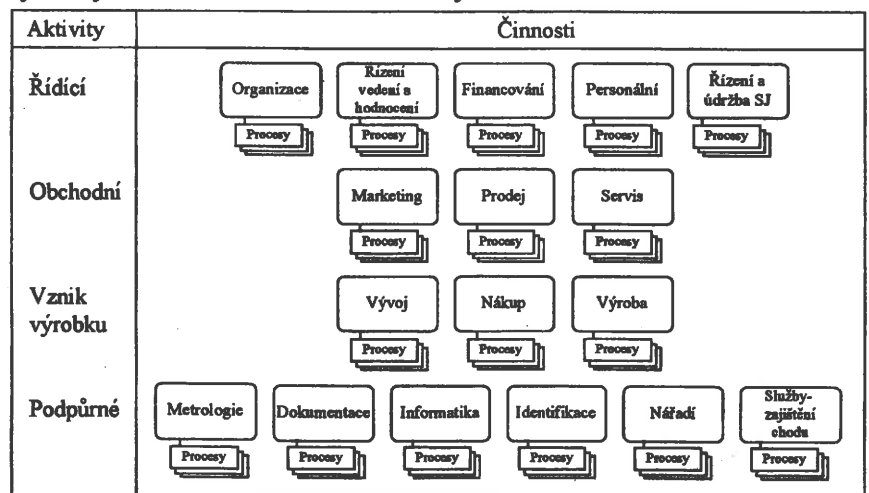 Aktivity Činnosti
Řídící
Organizace
Řízení
vedení a
hodnocení
Financování
Personální
Řízení a
údržba SJ
Procesy Procesy Procesy Procesy Procesy
Obchodní
Marketing Prodej Servis
Procesy Procesy Procesy
Vznik
výrobku
Vývoj Nákup Výroba
Procesy Procesy Procesy
Podpůrné
Metrologie Dokumentace Informatika Identifikace Nářadí
Služby-
zajištění
chodu
Procesy Procesy Procesy Procesy Procesy Procesy